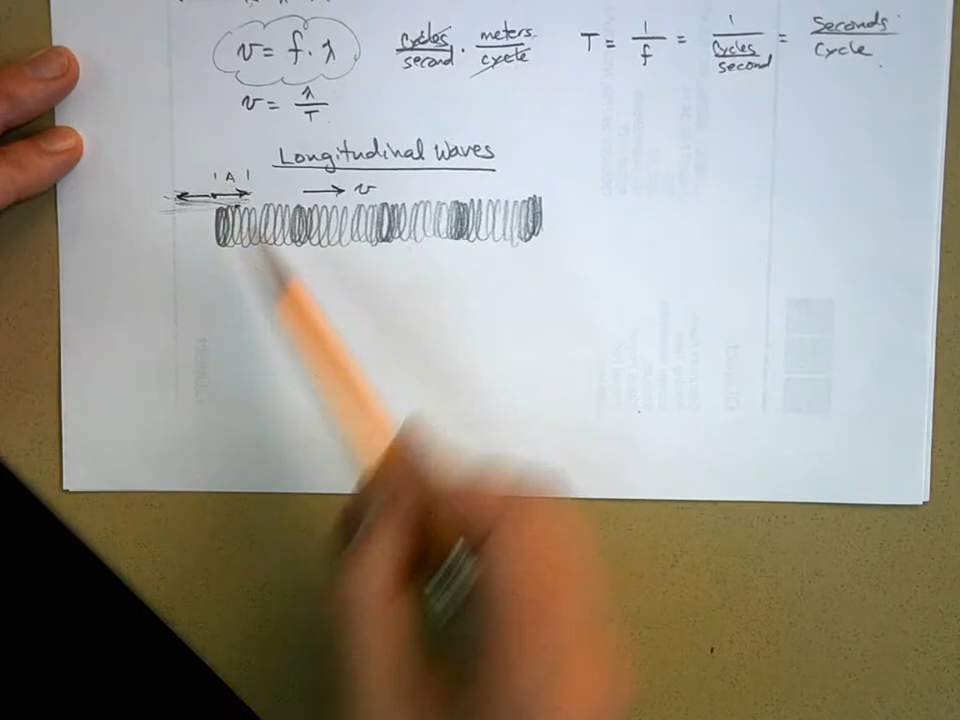 v = f · λ
cycles/second · meters/cycle
T = 1/f = 1/(cycles/second) = Seconds/Cycle
v = λ/T
Longitudinal Waves
A
v